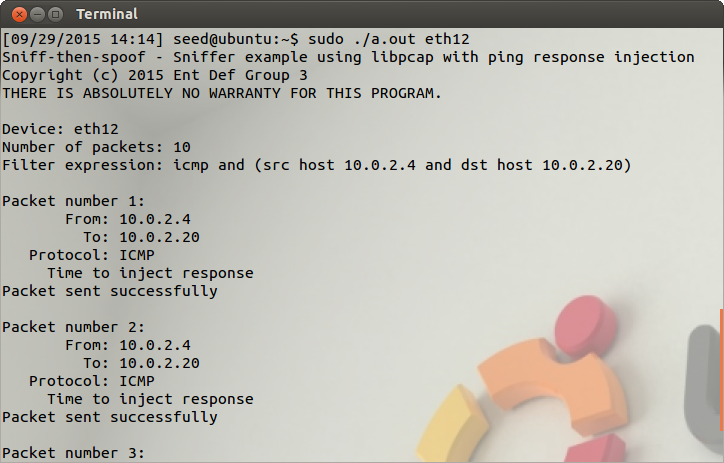 Terminal
[09/29/2015 14:14] seed@ubuntu:~$ sudo ./a.out eth12
Sniff-then-spoof - Sniffer example using libpcap with ping response injection
Copyright (c) 2015 Ent Def Group 3
THERE IS ABSOLUTELY NO WARRANTY FOR THIS PROGRAM.
Device: eth12
Number of packets: 10
Filter expression: icmp and (src host 10.0.2.4 and dst host 10.0.2.20)
Packet number 1:
From: 10.0.2.4
To: 10.0.2.20
Protocol: ICMP
Time to inject response
Packet sent successfully
Packet number 2:
From: 10.0.2.4
To: 10.0.2.20
Protocol: ICMP
Time to inject response
Packet sent successfully
Packet number 3: